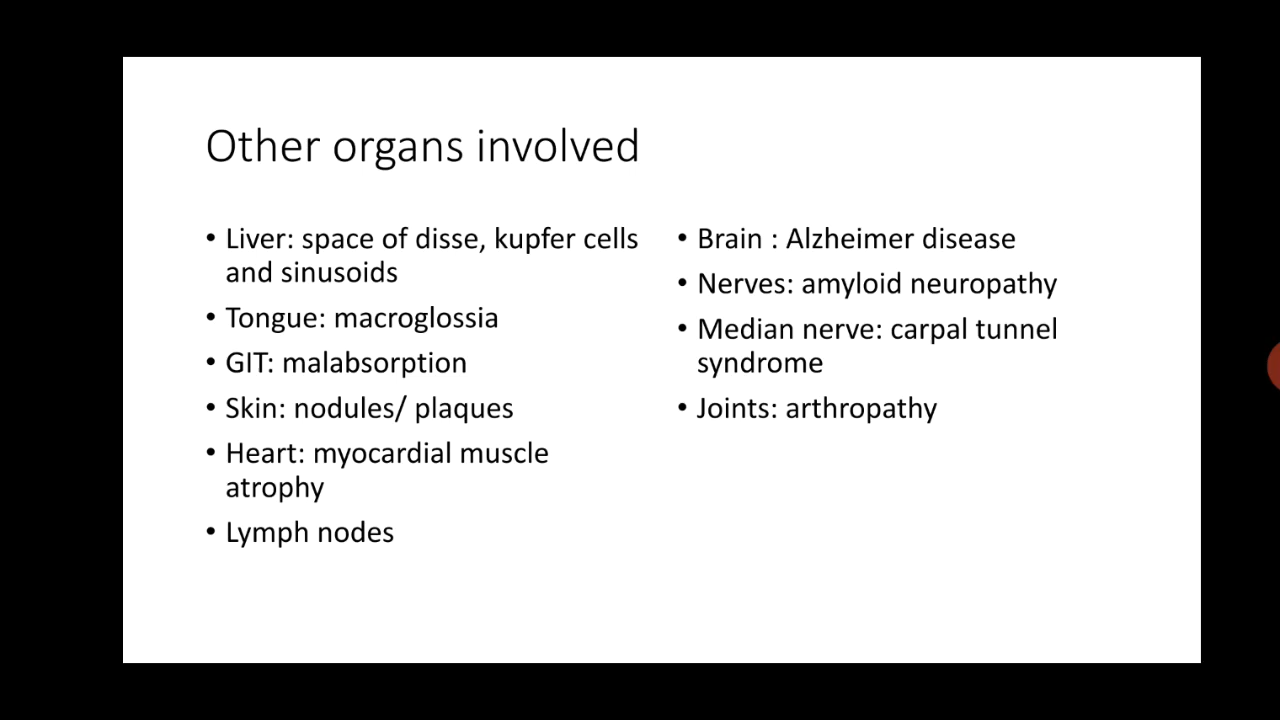 Other organs involved
• Liver: space of disse, kupfer cells
and sinusoids
• Tongue: macroglossia
• GIT: malabsorption
• Skin: nodules/ plaques
• Heart: myocardial muscle
atrophy
• Lymph nodes
• Brain : Alzheimer disease
• Nerves: amyloid neuropathy
• Median nerve: carpal tunnel
syndrome
• Joints: arthropathy